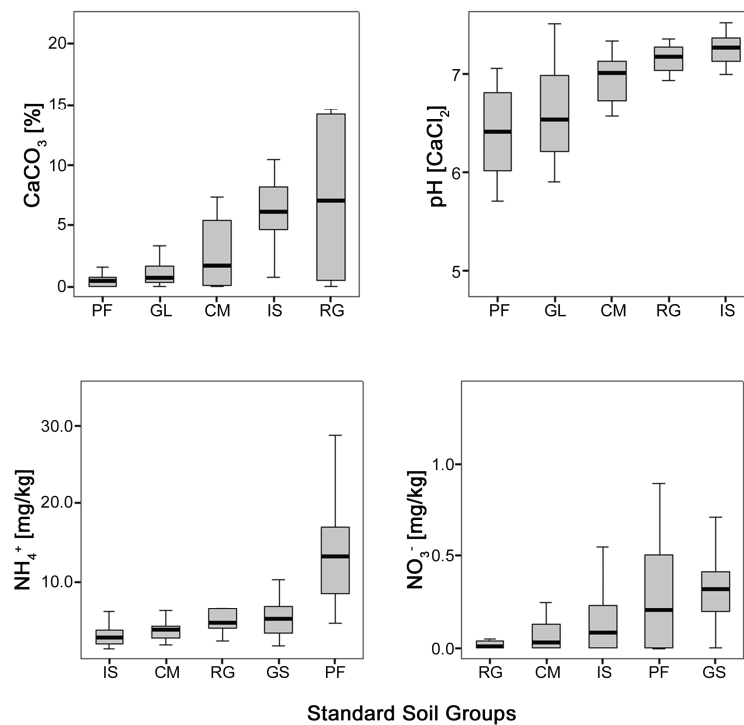 CaCO₃ [%]
20
15
10
5
0
PF GL CM IS RG
pH [CaCl₂]
7
6
5
PF GL CM RG IS
NH₄⁺ [mg/kg]
30.0
20.0
10.0
IS CM RG GS PF
NO₃⁻ [mg/kg]
1.0
0.5
0.0
RG CM IS PF GS
Standard Soil Groups